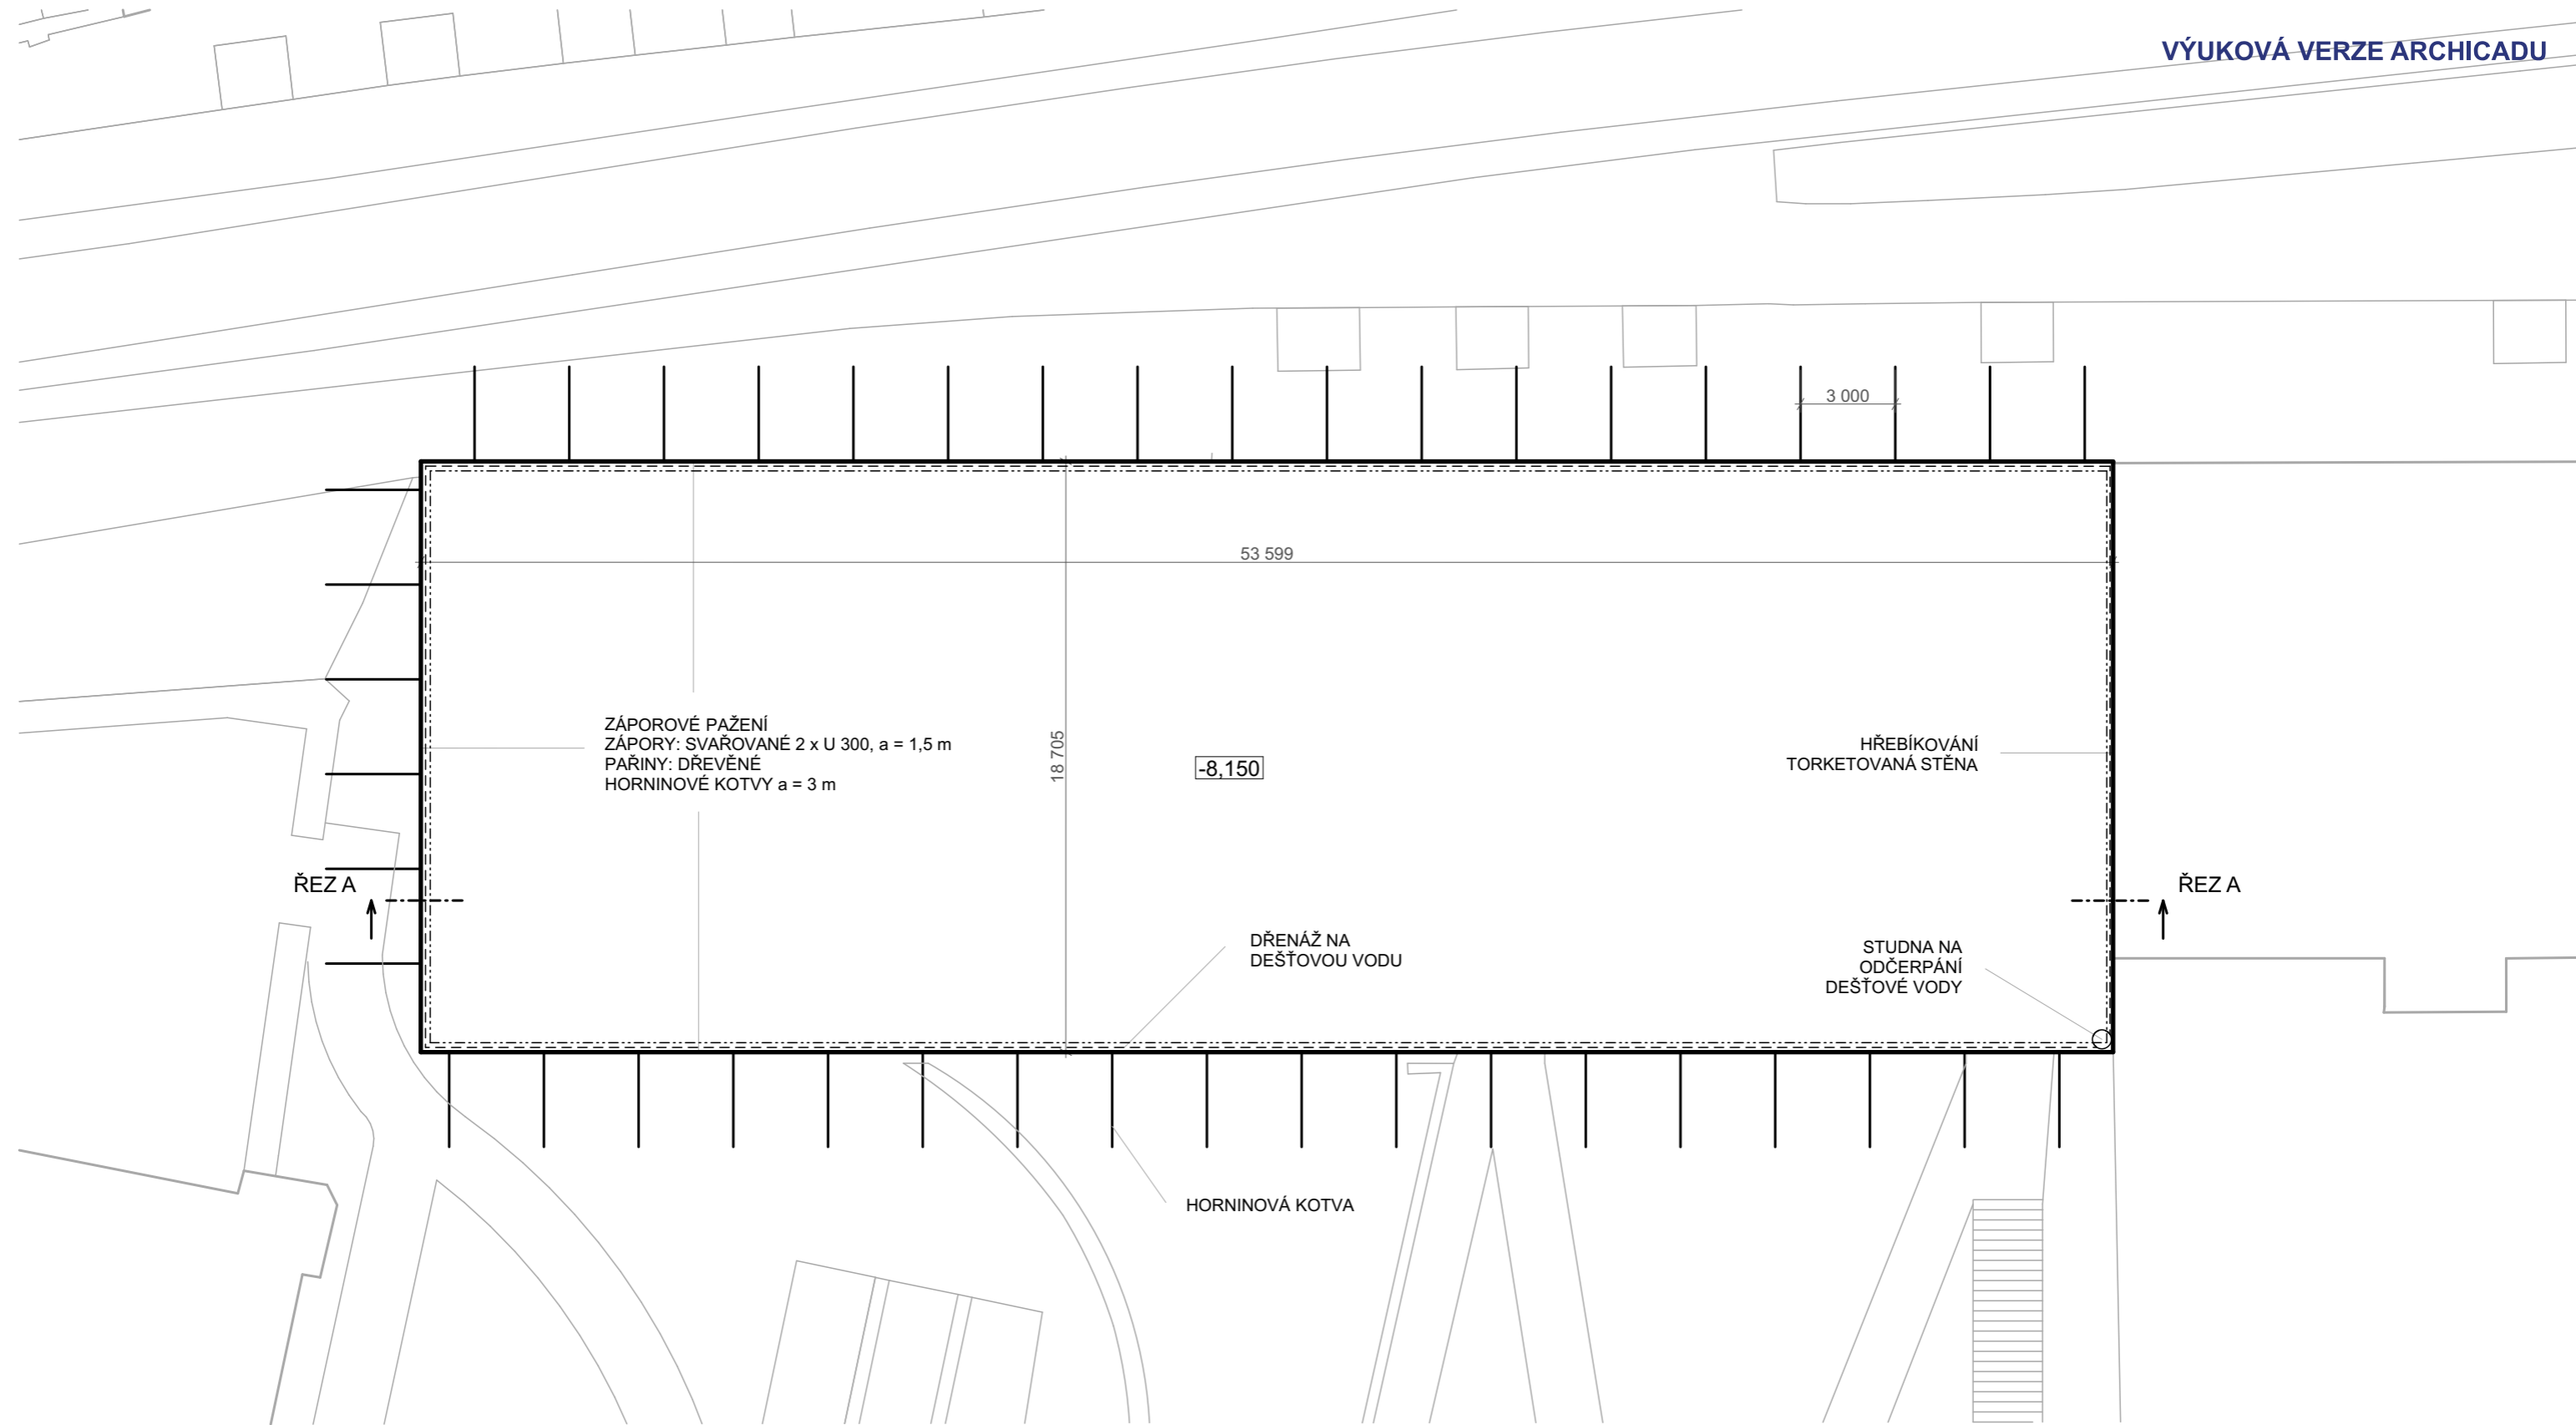 VÝUKOVÁ VERZE ARCHICADU
3 000
53 599
ZÁPOROVÉ PAŽENÍ
ZÁPORY: SVAŘOVANÉ 2 x U 300, a = 1,5 m
PAŘINY: DŘEVĚNÉ
HORNINOVÉ KOTVY a = 3 m
18 705
-8,150
HŘEBÍKOVÁNÍ
TORKETOVANÁ STĚNA
ŘEZ A
ŘEZ A
DŘENÁŽ NA
DEŠŤOVOU VODU
STUDNA NA
ODČERPÁNÍ
DEŠŤOVÉ VODY
HORNINOVÁ KOTVA